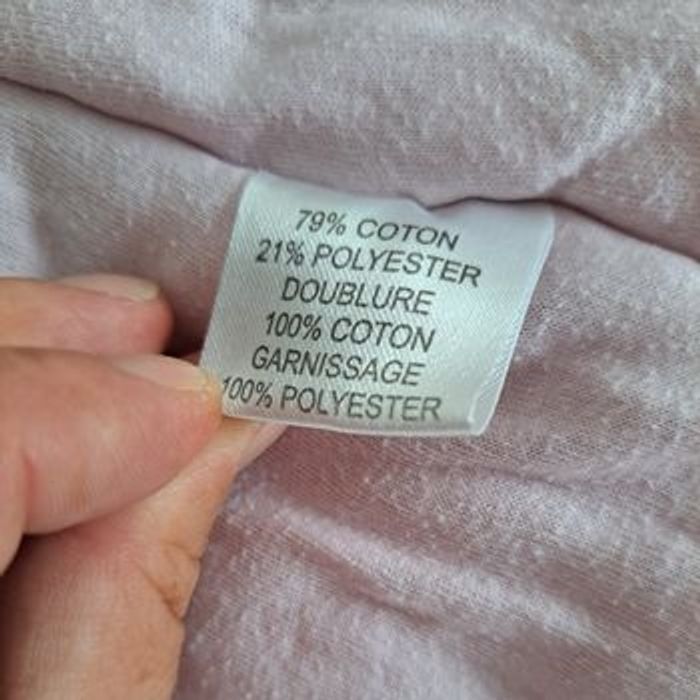 79% COTON
21% POLYESTER
DOUBLURE
100% COTON
GARNISSAGE
100% POLYESTER